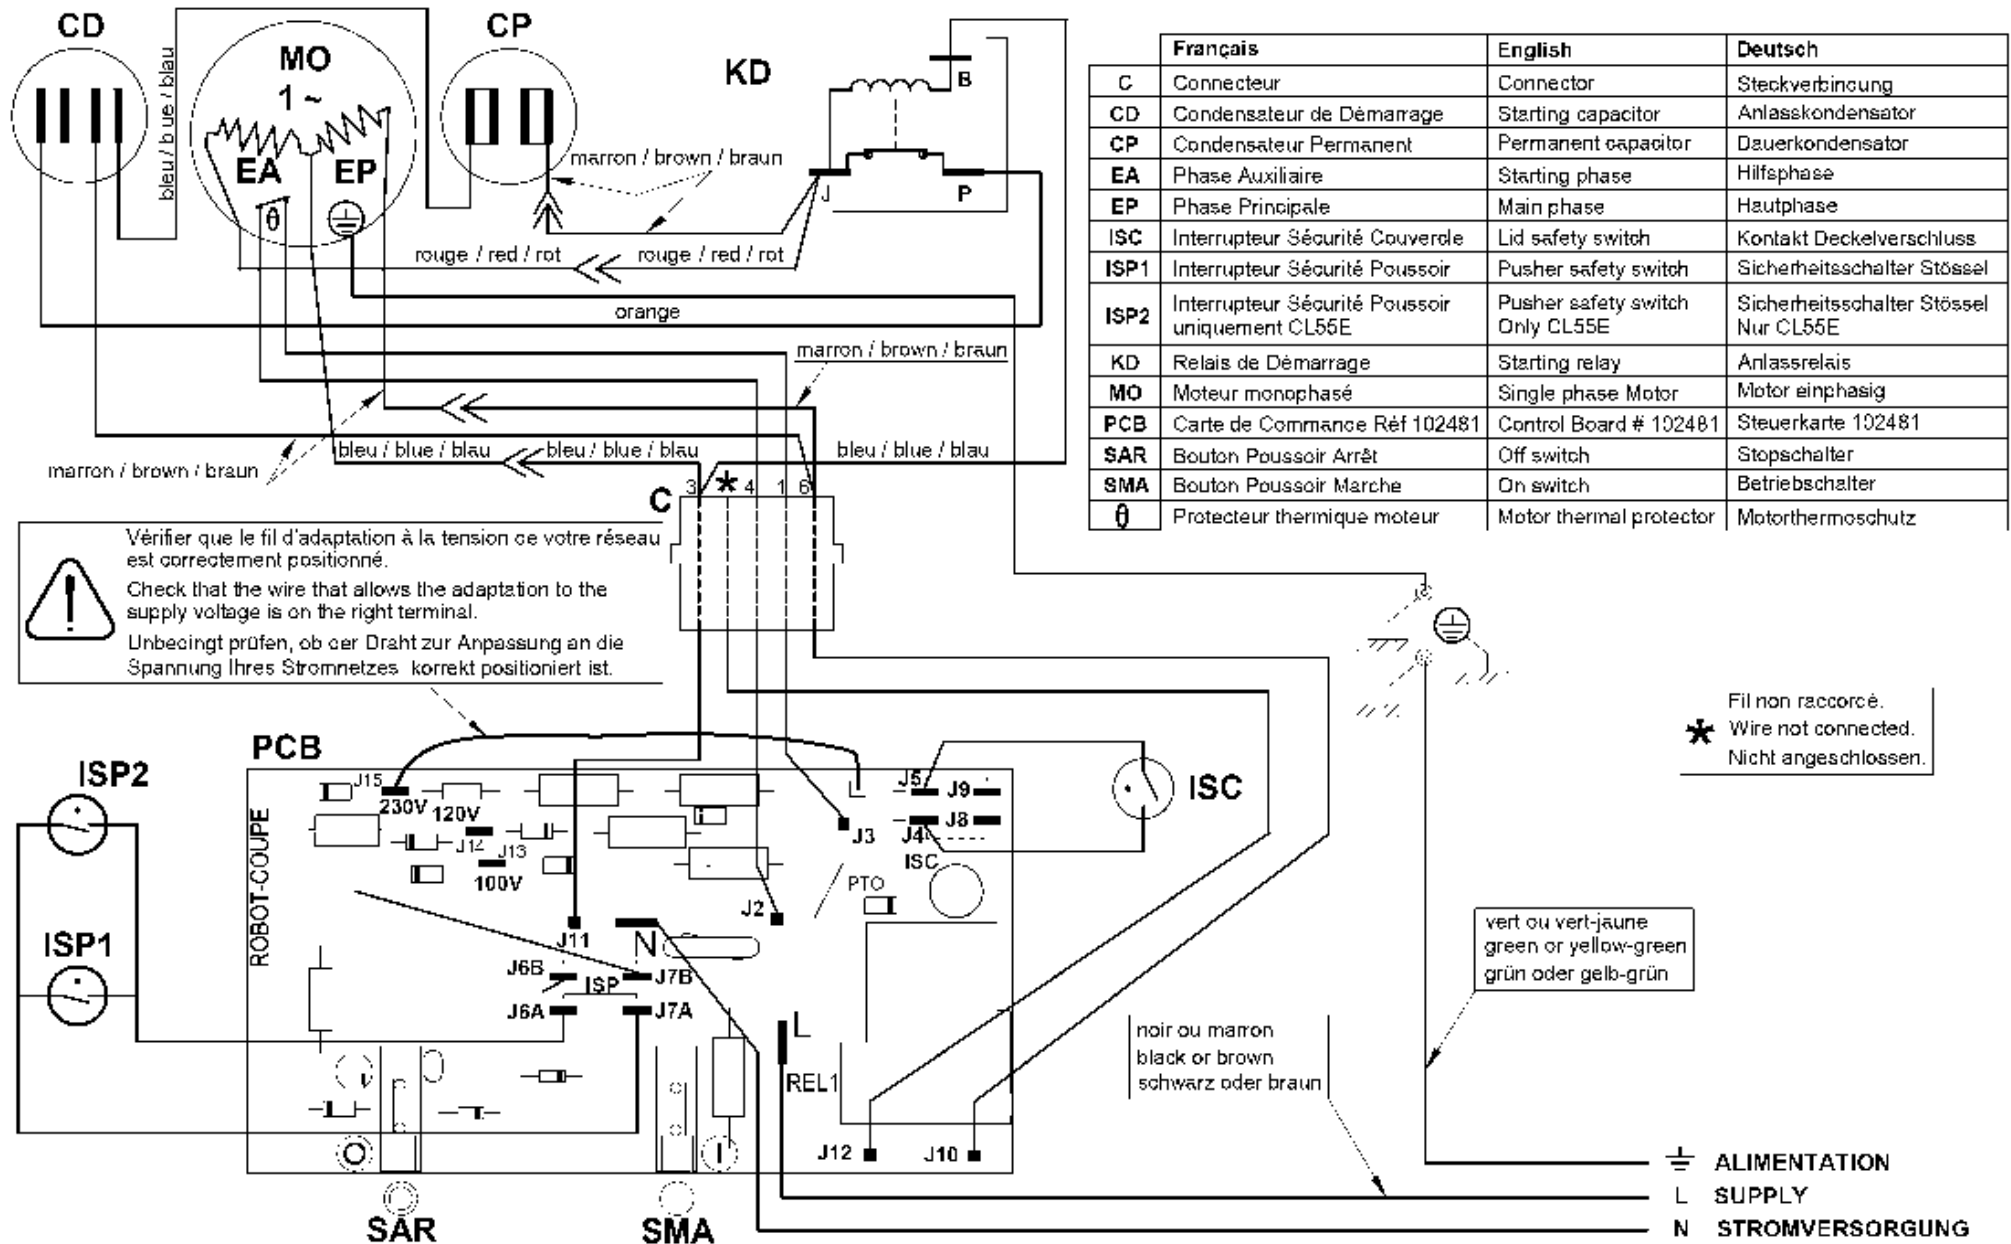 CD
bleu / blue / blau
MO
1 ~
EA
EP
θ
CP
KD
B
J
P
marron / brown / braun
rouge / red / rot
rouge / red / rot
orange
marron / brown / braun
bleu / blue / blau
bleu / blue / blau
bleu / blue / blau
marron / brown / braun
C
3
*
4
1
6
Français English Deutsch
C Connecteur Connector Steckverbincung
CD Condensateur de Démarrage Starting capacitor Anlasskondensator
CP Condensateur Permanent Permanent capacitor Dauerkondensator
EA Phase Auxiliaire Starting phase Hilfsphase
EP Phase Principale Main phase Hautphase
ISC Interrupteur Sécurité Couvercle Lid safety switch Kontakt Deckelverschluss
ISP1 Interrupteur Sécurité Poussoir Pusher safety switch Sicherheitsschalter Stössel
ISP2 Interrupteur Sécurité Poussoir Pusher safety switch Sicherheitsschalter Stössel
uniquement CL55E Only CL55E Nur CL55E
KD Relais de Démarrage Starting relay Anlassrelais
MO Moteur monophasé Single phase Motor Motor einphasig
PCB Carte de Commance Réf 102481 Control Board # 102481 Steuerkarte 102481
SAR Bouton Poussoir Arrêt Off switch Stopschalter
SMA Bouton Poussoir Marche On switch Betriebschalter
θ Protecteur thermique moteur Motor thermal protector Motorthermoschutz
Vérifier que le fil d'adaptation à la tension ce votre réseau
est correctement positionné.
Check that the wire that allows the adaptation to the
supply voltage is on the right terminal.
Unbecingt prüfen, ob cer Draht zur Anpassung an die
Spannung Ihres Stromnetzes korrekt positioniert ist.
Fil non raccorcé.
* Wire not connected.
Nicht angeschlossen.
PCB
ISP2
ISP1
ROBOT-COUPE
J15
230V
120V
J14
J13
100V
J3
J5
J9
J4
J8
ISC
ISC
PTO
J2
J11
N
J6B
J7B
ISP
J6A
J7A
L
REL1
J12
J10
O
I
SAR
SMA
vert ou vert-jaune
green or yellow-green
grün oder gelb-grün
noir ou marron
black or brown
schwarz oder braun
ALIMENTATION
L SUPPLY
N STROMVERSORGUNG